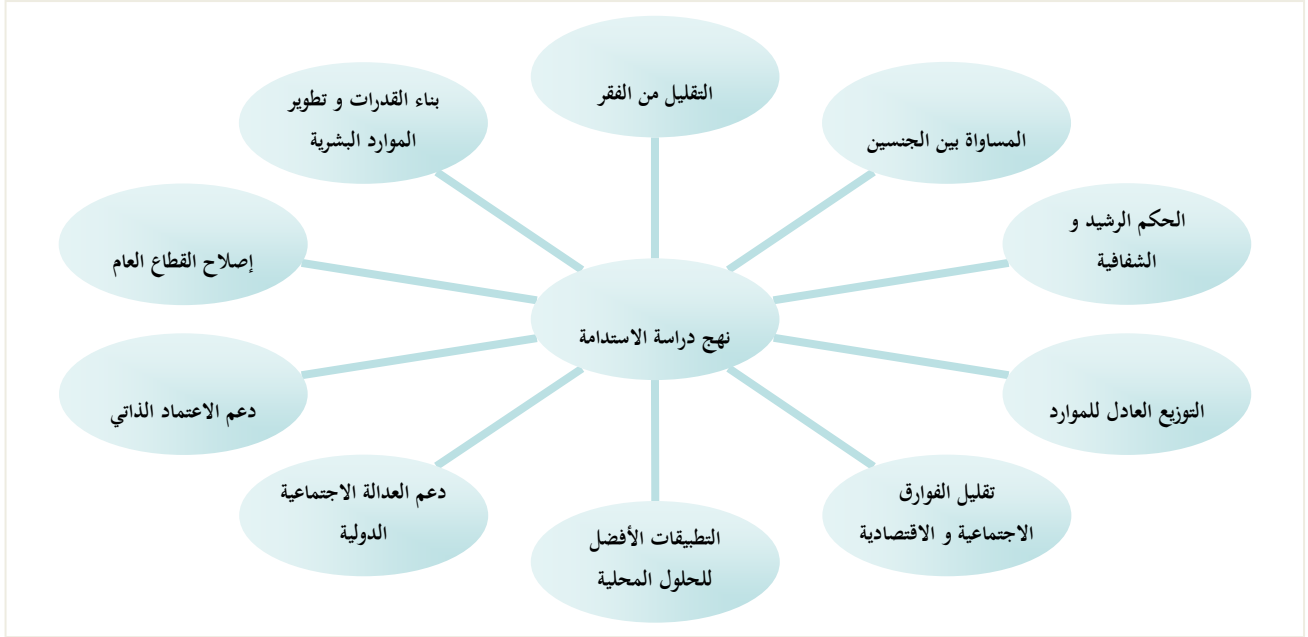 التقليل من الفقر
المساواة بين الجنسين
الحكم الرشيد و
الشفافية
التوزيع العادل للموارد
تقليل الفوارق
الاجتماعية و الاقتصادية
التطبيقات الأفضل
للحلول المحلية
دعم العدالة الاجتماعية
الدولية
دعم الاعتماد الذاتي
إصلاح القطاع العام
بناء القدرات و تطوير
الموارد البشرية
نهج دراسة الاستدامة